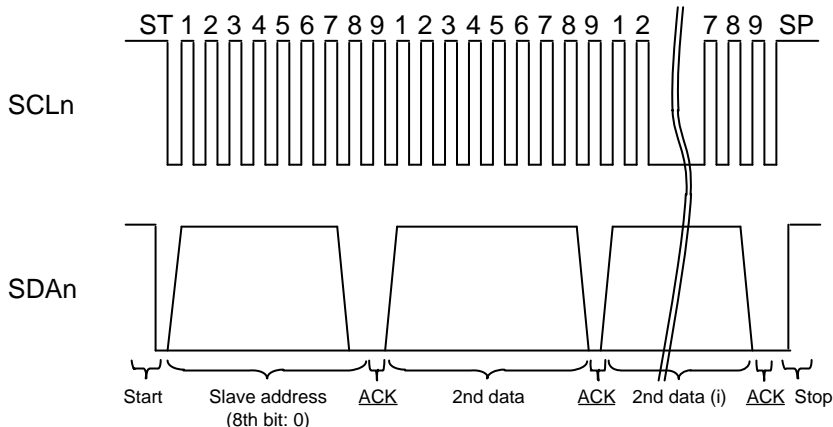 ST 1 2 3 4 5 6 7 8 9 1 2 3 4 5 6 7 8 9 1 2 7 8 9 SP
SCLn
SDAn
Start Slave address ACK 2nd data ACK 2nd data (i) ACK Stop
(8th bit: 0)